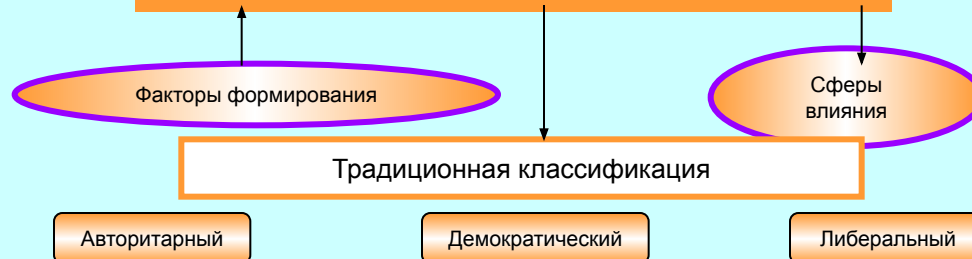 Факторы формирования
Сферы
влияния
Традиционная классификация
Авторитарный
Демократический
Либеральный